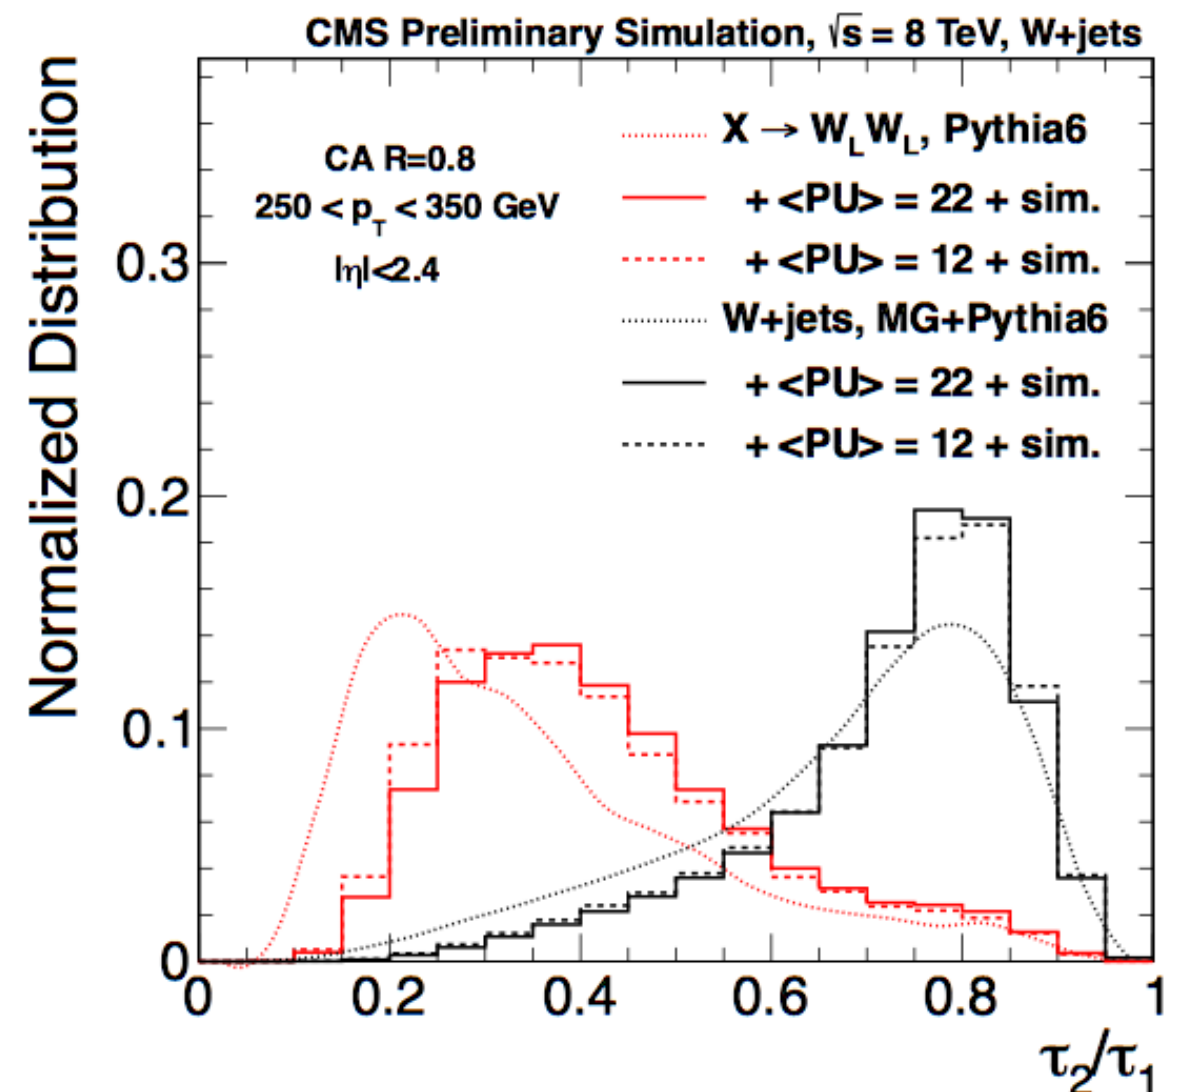 CMS Preliminary Simulation, √s = 8 TeV, W+jets
Normalized Distribution
CA R=0.8
250 < p_T < 350 GeV
|η|<2.4
X → W_L W_L, Pythia6
+ <PU> = 22 + sim.
+ <PU> = 12 + sim.
W+jets, MG+Pythia6
+ <PU> = 22 + sim.
+ <PU> = 12 + sim.
0.3
0.2
0.1
0
0 0.2 0.4 0.6 0.8 1
τ_2/τ_1